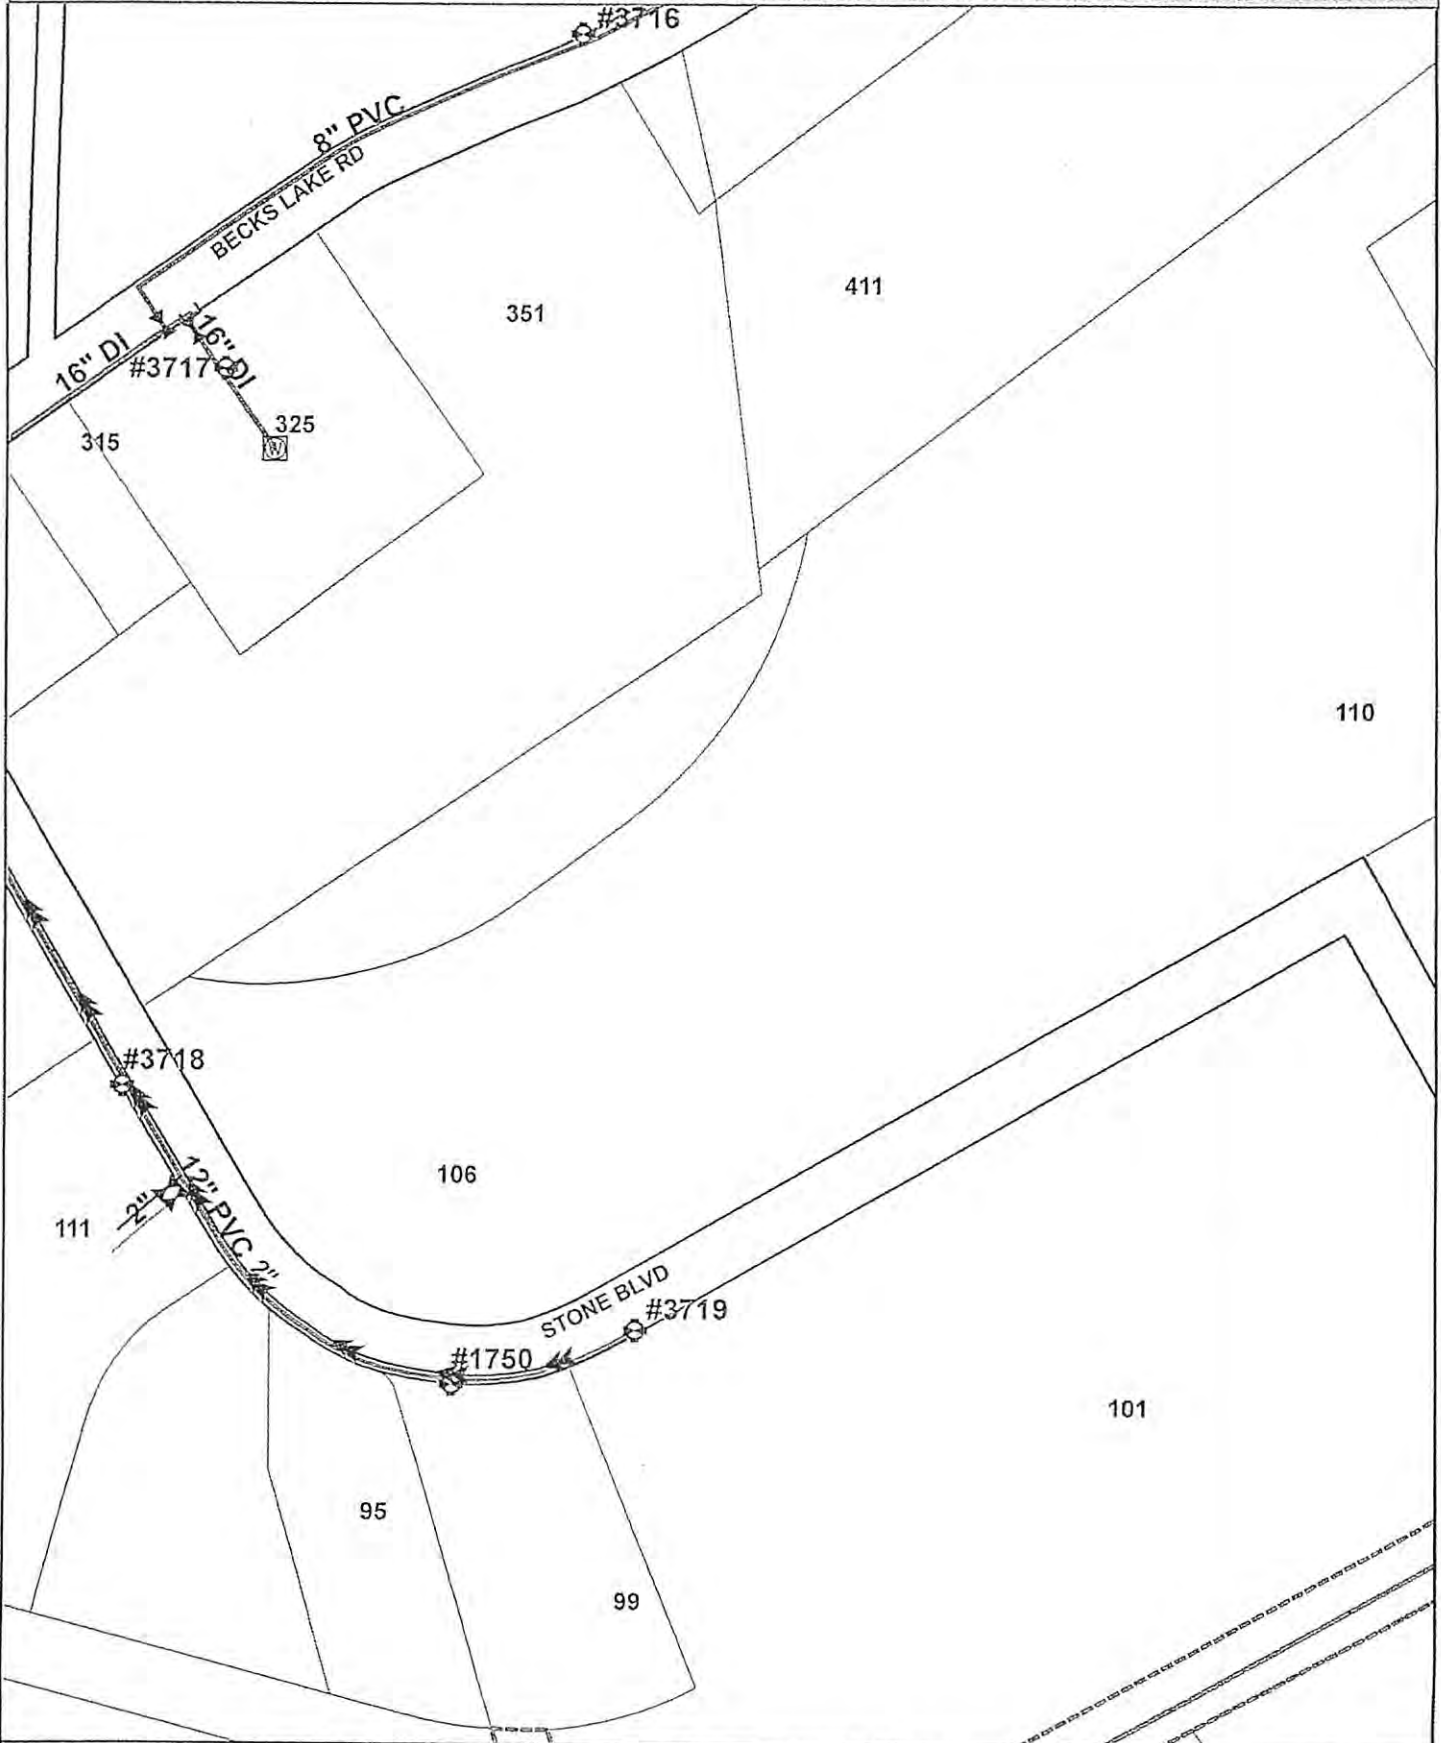 #3716
8" PVC
BECKS LAKE RD
411
351
16" DI
16" DI
#3717
325
315
W
110
#3718
106
12" PVC
2"
111
2"
STONE BLVD
#3719
#1750
101
95
99